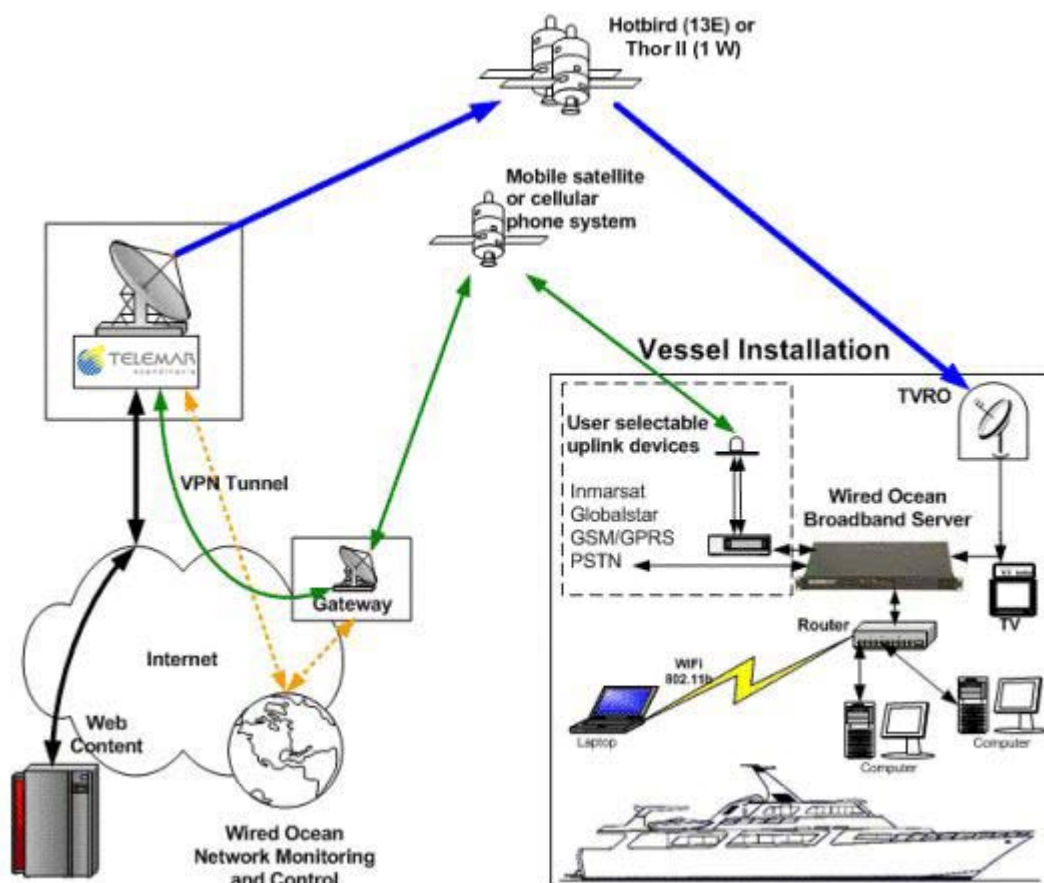 Hotbird (13E) or
Thor II (1 W)
Mobile satellite
or cellular
phone system
TELEMAR
scandinavia
Vessel Installation
TVRO
User selectable
uplink devices
Inmarsat
Globalstar
GSM/GPRS
PSTN
Wired Ocean
Broadband Server
VPN Tunnel
Gateway
TV
Router
Internet
WiFi
802.11b
Web
Content
Laptop
Computer
Computer
Wired Ocean
Network Monitoring
and Control